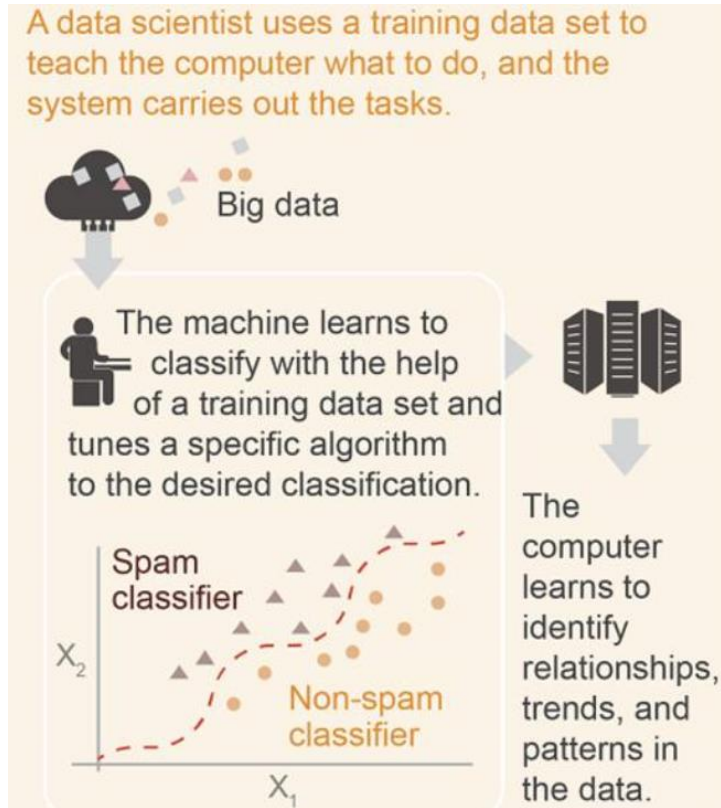 A data scientist uses a training data set to
teach the computer what to do, and the
system carries out the tasks.
Big data
The machine learns to
classify with the help
of a training data set and
tunes a specific algorithm
to the desired classification.
Spam
classifier
X₂
Non-spam
classifier
X₁
The
computer
learns to
identify
relationships,
trends, and
patterns in
the data.